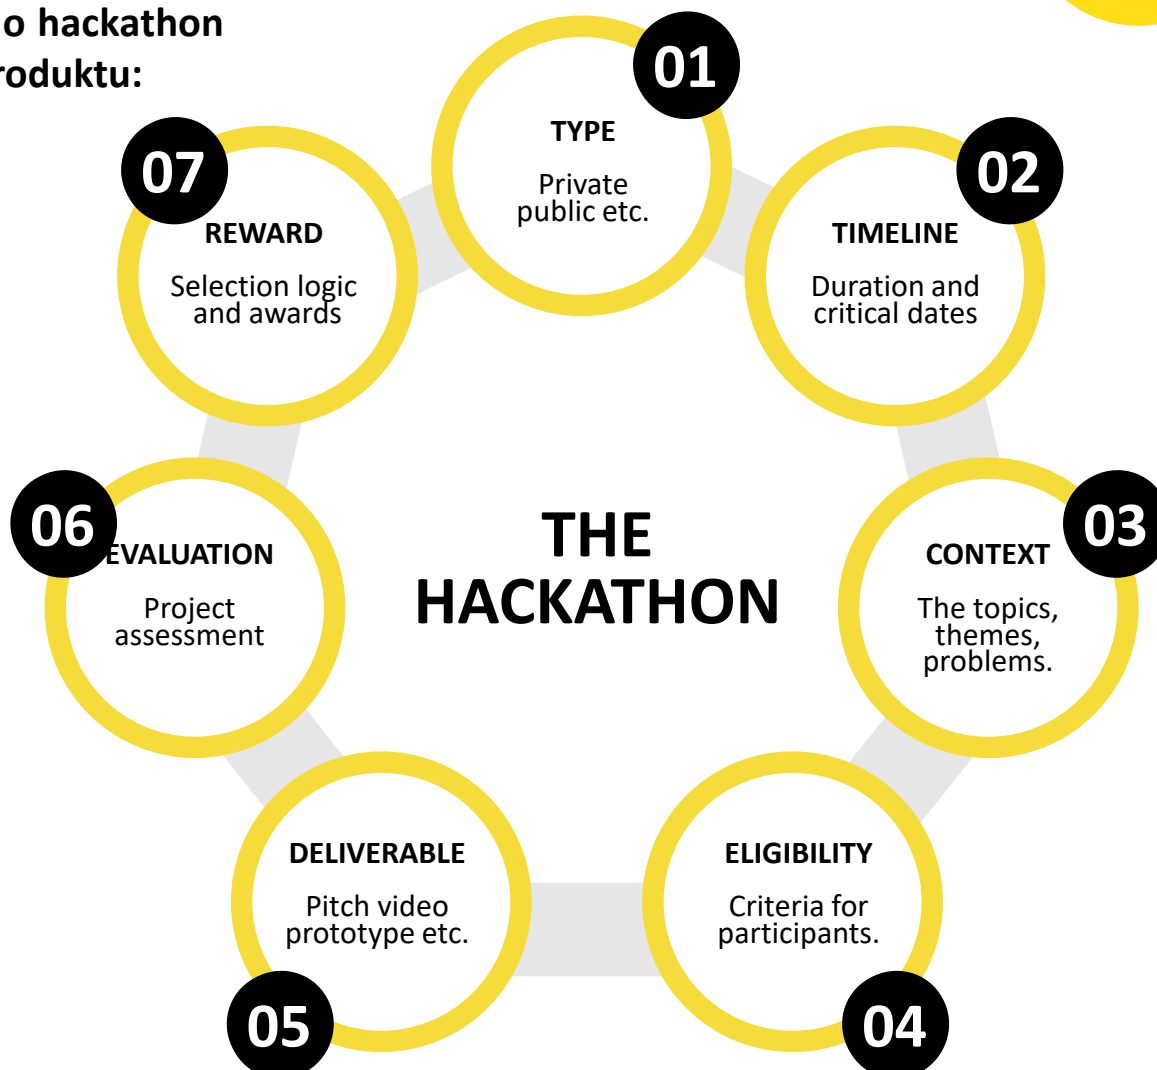 o hackathon
roduktu:
01
TYPE
Private
public etc.
02
TIMELINE
Duration and
critical dates
03
CONTEXT
The topics,
themes,
problems.
04
ELIGIBILITY
Criteria for
participants.
05
DELIVERABLE
Pitch video
prototype etc.
06
EVALUATION
Project
assessment
07
REWARD
Selection logic
and awards
THE
HACKATHON